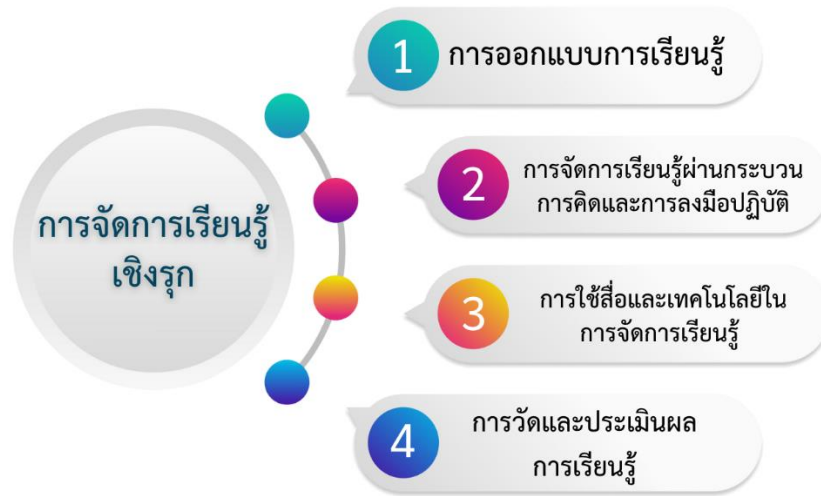 การจัดการเรียนรู้
เชิงรุก
1 การออกแบบการเรียนรู้
2 การจัดการเรียนรู้ผ่านกระบวน
การคิดและการลงมือปฏิบัติ
3 การใช้สื่อและเทคโนโลยีใน
การจัดการเรียนรู้
4 การวัดและประเมินผล
การเรียนรู้